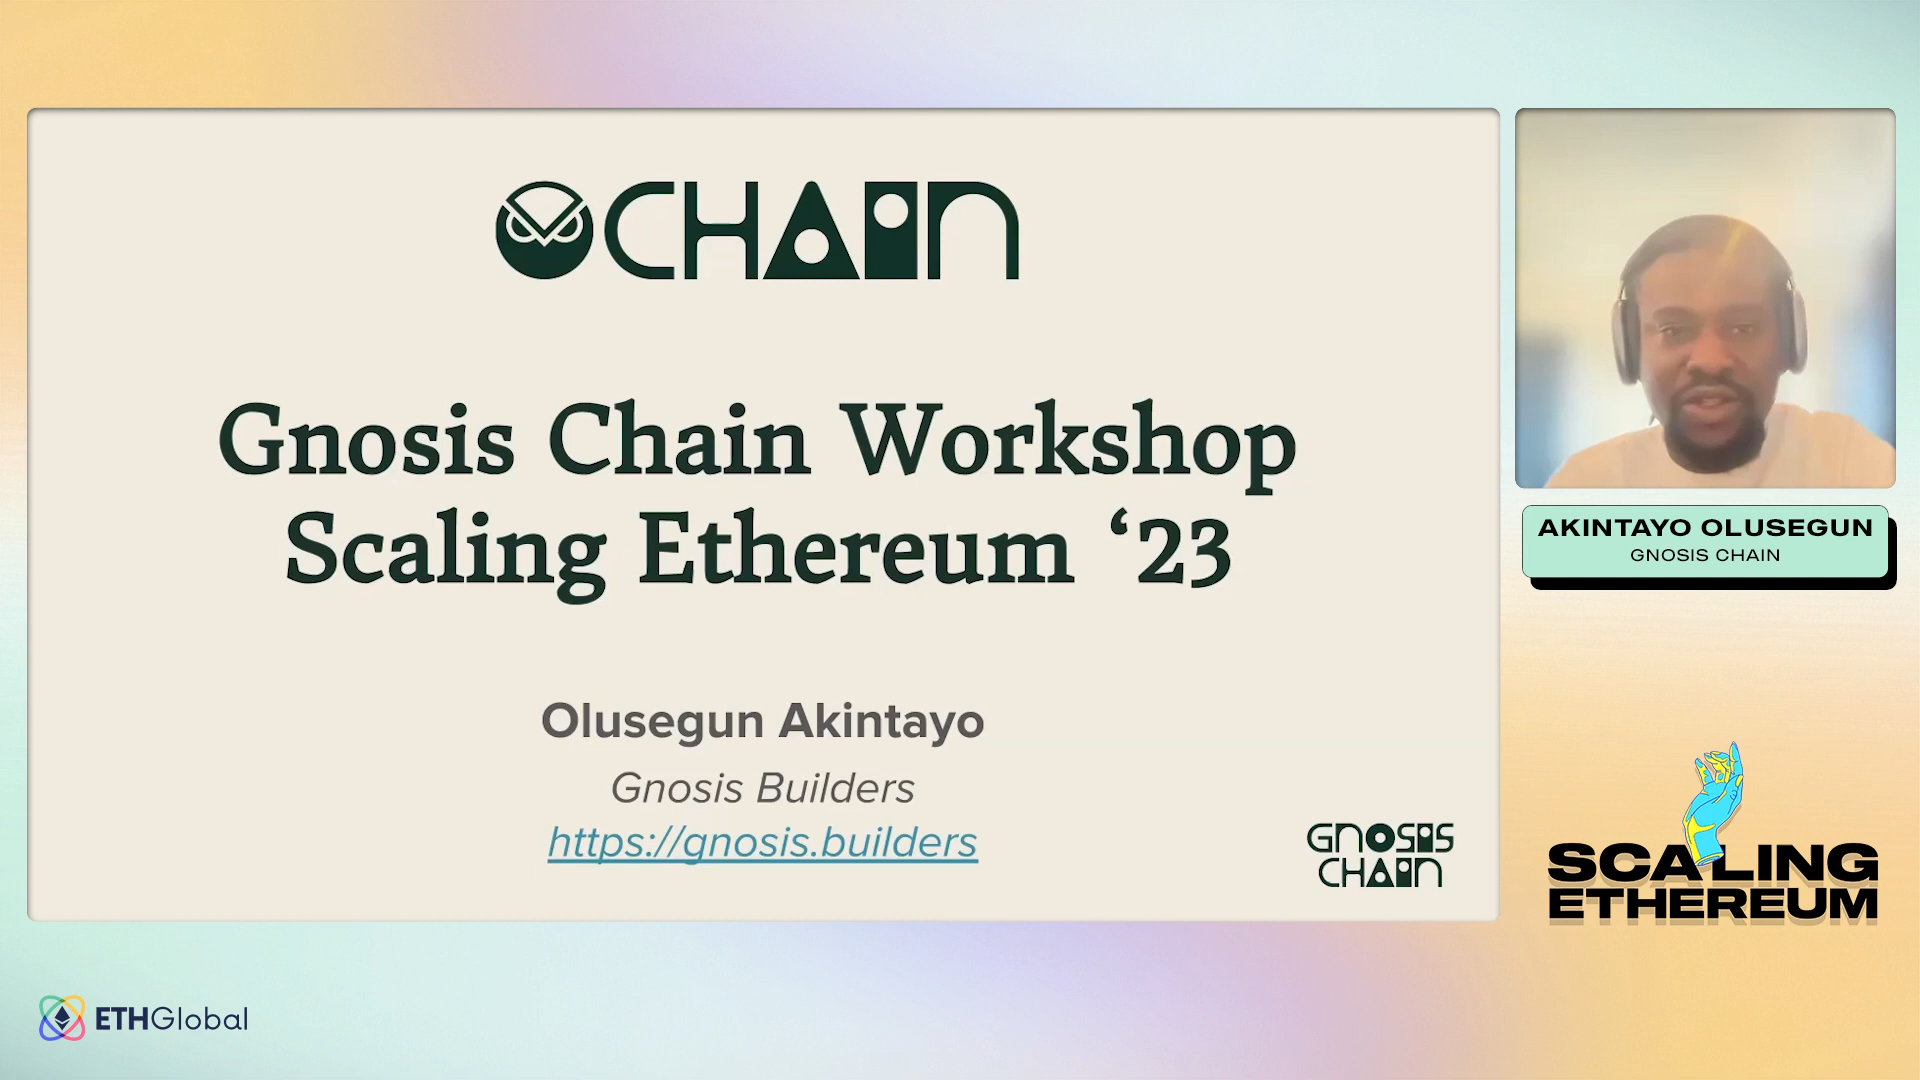 CHAIN
Gnosis Chain Workshop
Scaling Ethereum ‘23
Olusegun Akintayo
Gnosis Builders
https://gnosis.builders
GNOSIS
CHAIN
AKINTAYO OLUSEGUN
GNOSIS CHAIN
SCALING
ETHEREUM
ETHGlobal